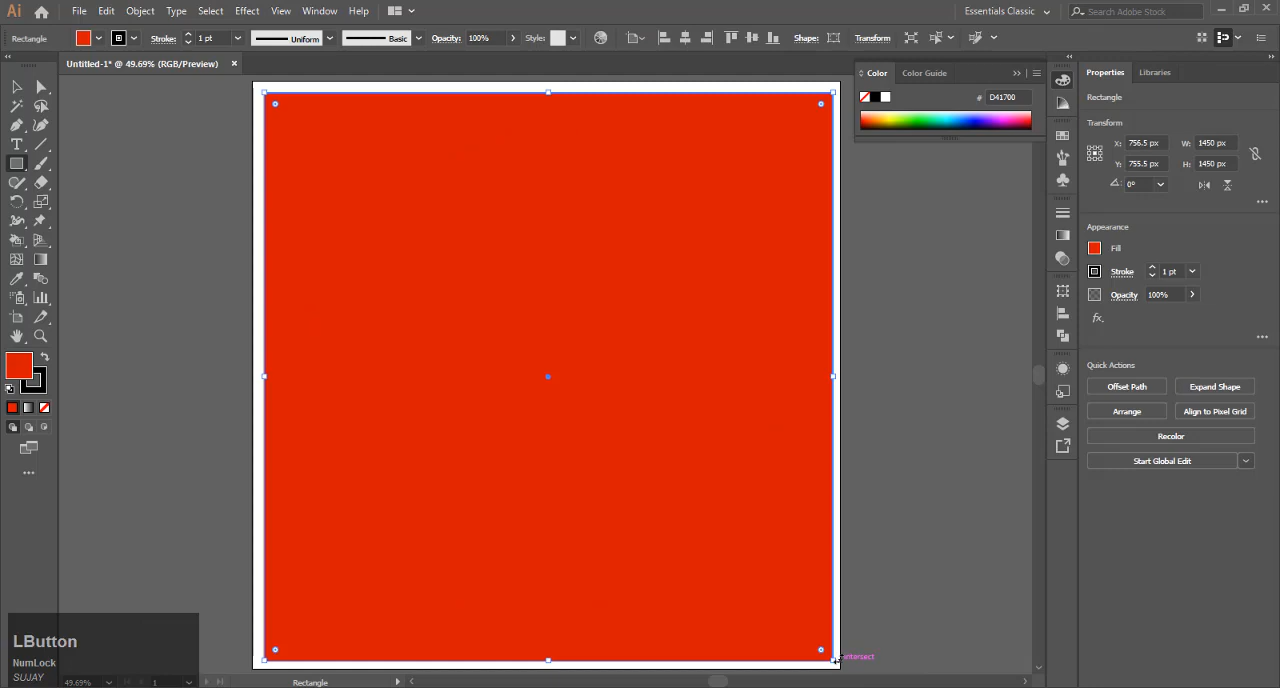 Ai File Edit Object Type Select Effect View Window Help Essentials Classic Search Adobe Stock
Rectangle Stroke: 1 pt Uniform Basic Opacity: 100% Style: Shape: Transform
Untitled-1* @ 49.69% (RGB/Preview) ×
Color Color Guide
# D41700
Properties Libraries
Rectangle
Transform
X: 756.5 px W: 1450 px
Y: 755.5 px H: 1450 px
0°
Appearance
Fill
Stroke 1 pt
Opacity 100%
fx.
Quick Actions
Offset Path Expand Shape
Arrange Align to Pixel Grid
Recolor
Start Global Edit
intersect
LButton
NumLock
SUJAY
49.69% 1 Rectangle